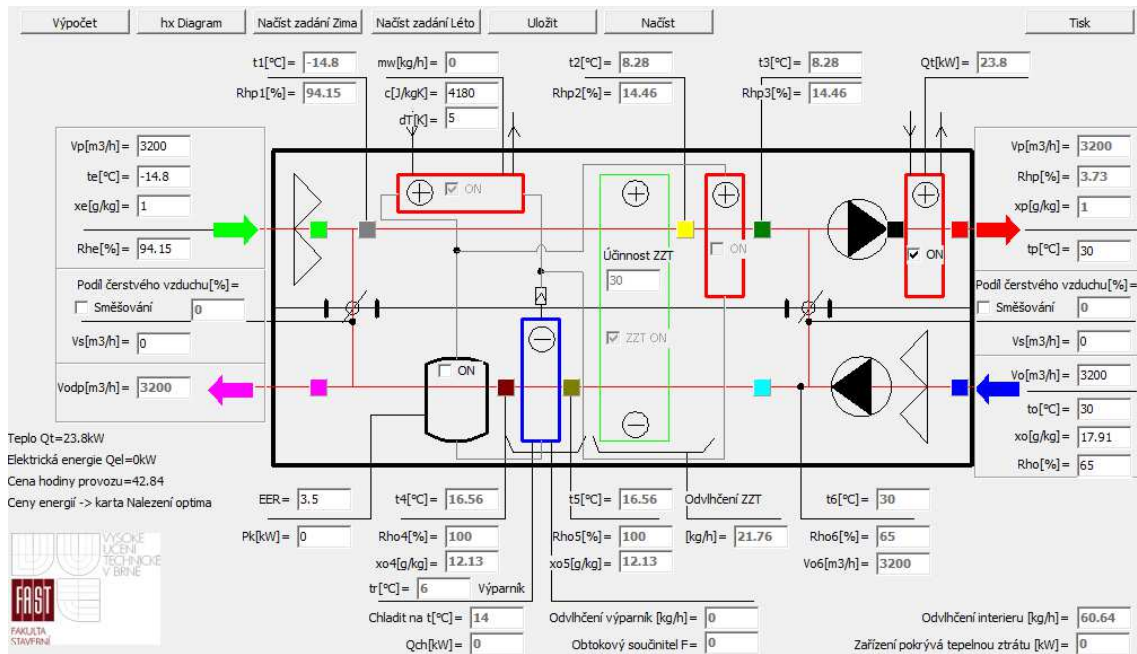 Výpočet hx Diagram Načíst zadání Zima Načíst zadání Léto Uložit Načíst Tisk
t1[°C]= -14.8 mw[kg/h]= 0 t2[°C]= 8.28 t3[°C]= 8.28 Qt[kW]= 23.8
Rhp1[%]= 94.15 c[J/kgK]= 4180 Rhp2[%]= 14.46 Rhp3[%]= 14.46
dT[K]= 5
Vp[m3/h]= 3200 Vp[m3/h]= 3200
te[°C]= -14.8 Rhp[%]= 3.73
ON
xe[g/kg]= 1 xp[g/kg]= 1
Rhe[%]= 94.15 Účinnost ZZT ON ON tp[°C]= 30
30
Podíl čerstvého vzduchu[%]= Podíl čerstvého vzduchu[%]=
Směšování 0 Směšování 0
Vs[m3/h]= 0 ZZT ON Vs[m3/h]= 0
ON
Vodp[m3/h]= 3200 Vo[m3/h]= 3200
to[°C]= 30
Teplo Qt=23.8kW xo[g/kg]= 17.91
Elektrická energie Qel=0kW Rho[%]= 65
Cena hodiny provozu=42.84
Ceny energií -> karta Nalezení optima EER= 3.5 t4[°C]= 16.56 t5[°C]= 16.56 Odvlhčení ZZT t6[°C]= 30
Pk[kW]= 0 Rho4[%]= 100 Rho5[%]= 100 [kg/h]= 21.76 Rho6[%]= 65
xo4[g/kg]= 12.13 xo5[g/kg]= 12.13 Vo6[m3/h]= 3200
tr[°C]= 6 Výparník
Chladit na t[°C]= 14 Odvlhčení výparník [kg/h]= 0 Odvlhčení interieru [kg/h]= 60.64
Qch[kW]= 0 Obtokový součinitel F= 0 Zařízení pokrývá tepelnou ztrátu [kW]= 0
VYSOKÉ
UČENÍ
TECHNICKÉ
V BRNĚ
FAST
FAKULTA
STAVEBNÍ